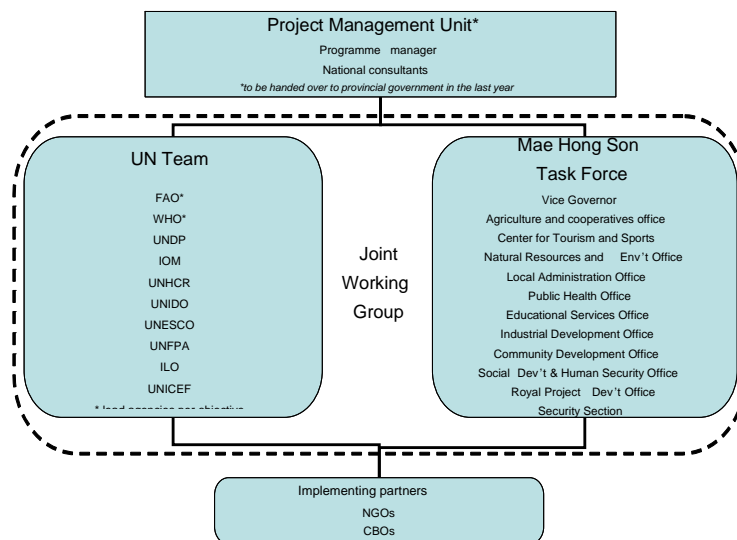 Project Management Unit*
Programme manager
National consultants
*to be handed over to provincial government in the last year
UN Team
FAO*
WHO*
UNDP
IOM
UNHCR
UNIDO
UNESCO
UNFPA
ILO
UNICEF
* lead agencies per objective
Joint
Working
Group
Mae Hong Son
Task Force
Vice Governor
Agriculture and cooperatives office
Center for Tourism and Sports
Natural Resources and Env't Office
Local Administration Office
Public Health Office
Educational Services Office
Industrial Development Office
Community Development Office
Social Dev't & Human Security Office
Royal Project Dev't Office
Security Section
Implementing partners
NGOs
CBOs